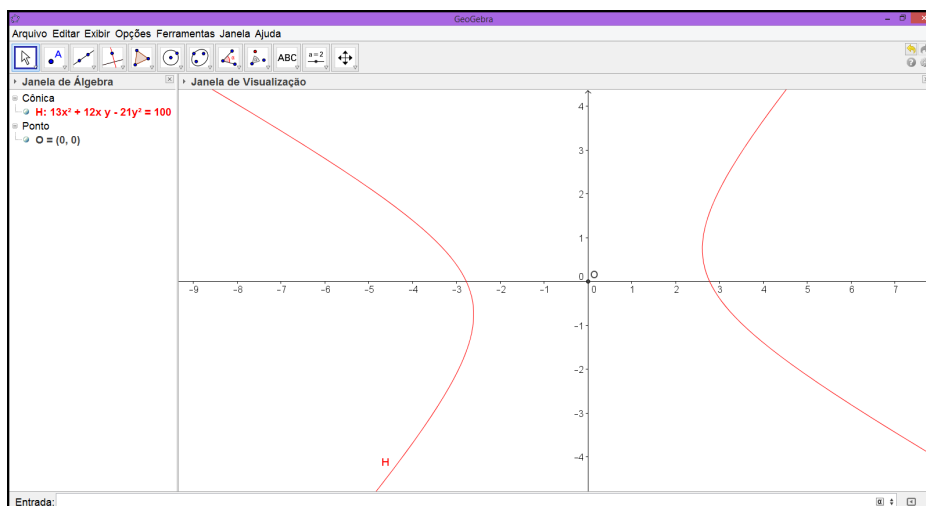 GeoGebra
Arquivo Editar Exibir Opções Ferramentas Janela Ajuda
A ABC a = 2
Janela de Álgebra
Janela de Visualização
Cônica
H: 13x² + 12x y - 21y² = 100
Ponto
O = (0, 0)
4
3
2
1
0 O
-9 -8 -7 -6 -5 -4 -3 -2 -1 0 1 2 3 4 5 6 7
-1
-2
-3
-4
H
Entrada:
α